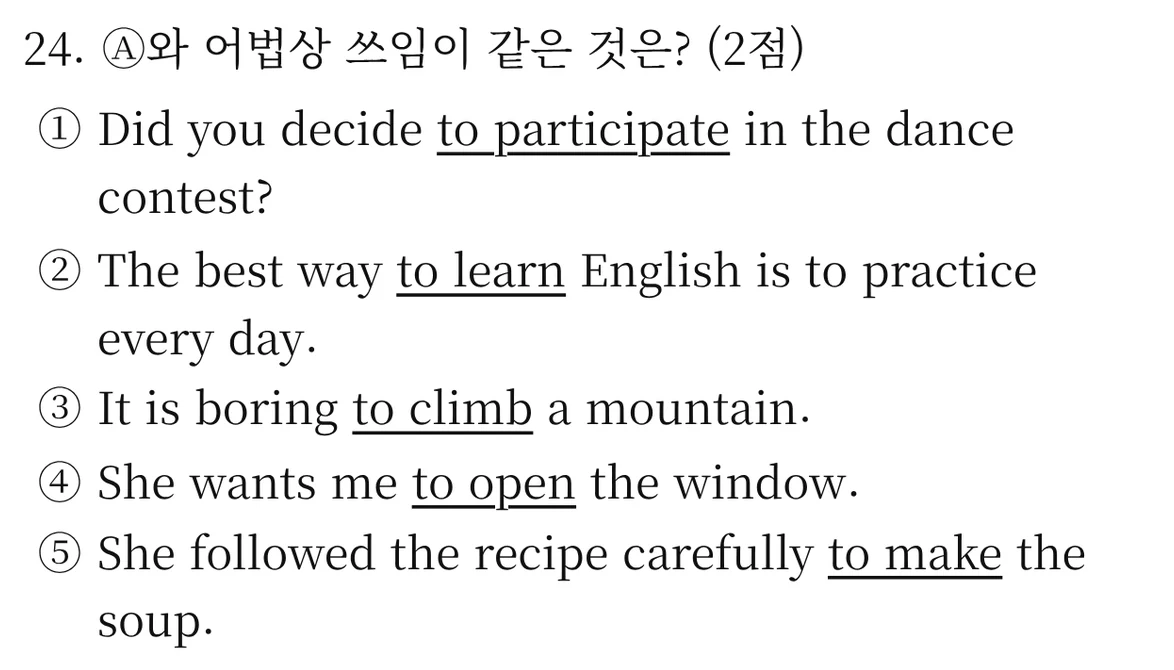 24. Ⓐ와 어법상 쓰임이 같은 것은? (2점)
① Did you decide to participate in the dance
contest?
② The best way to learn English is to practice
every day.
③ It is boring to climb a mountain.
④ She wants me to open the window.
⑤ She followed the recipe carefully to make the
soup.